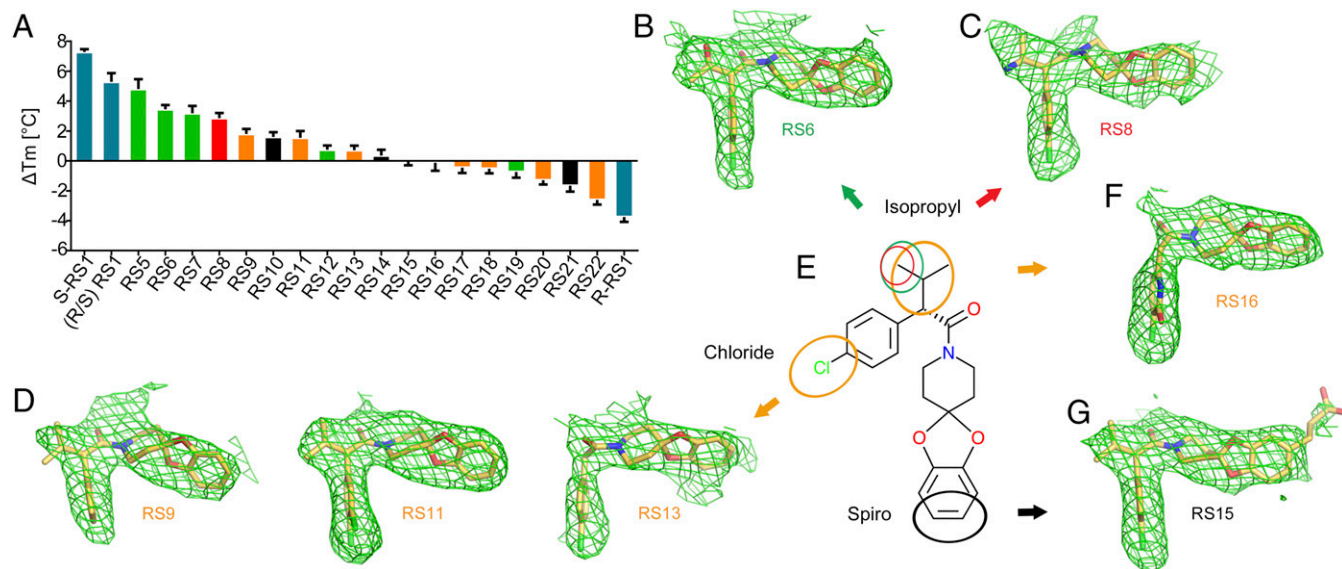 A
ΔTm [°C]
8
6
4
2
0
-2
-4
-6
S-RS1
(R/S) RS1
RS5
RS6
RS7
RS8
RS9
RS10
RS11
RS12
RS13
RS14
RS15
RS16
RS17
RS18
RS19
RS20
RS21
RS22
R-RS1
B
RS6
C
RS8
Isopropyl
E
O
N
Cl
O
O
Chloride
Spiro
F
RS16
D
RS9
RS11
RS13
G
RS15